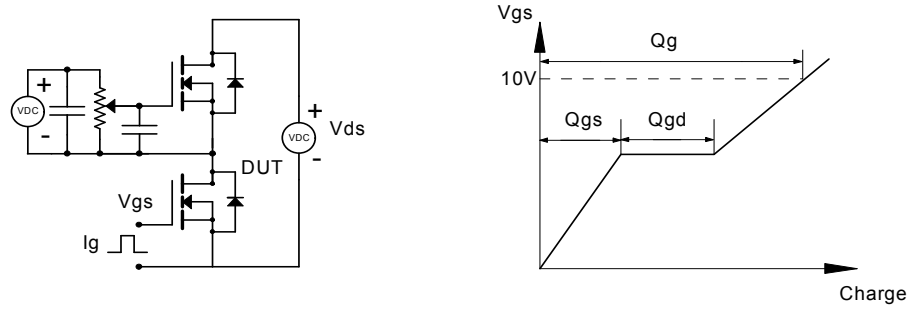 +
VDC
-
+
VDC
-
Vds
DUT
Vgs
Ig
Vgs
Qg
10V
Qgs
Qgd
Charge